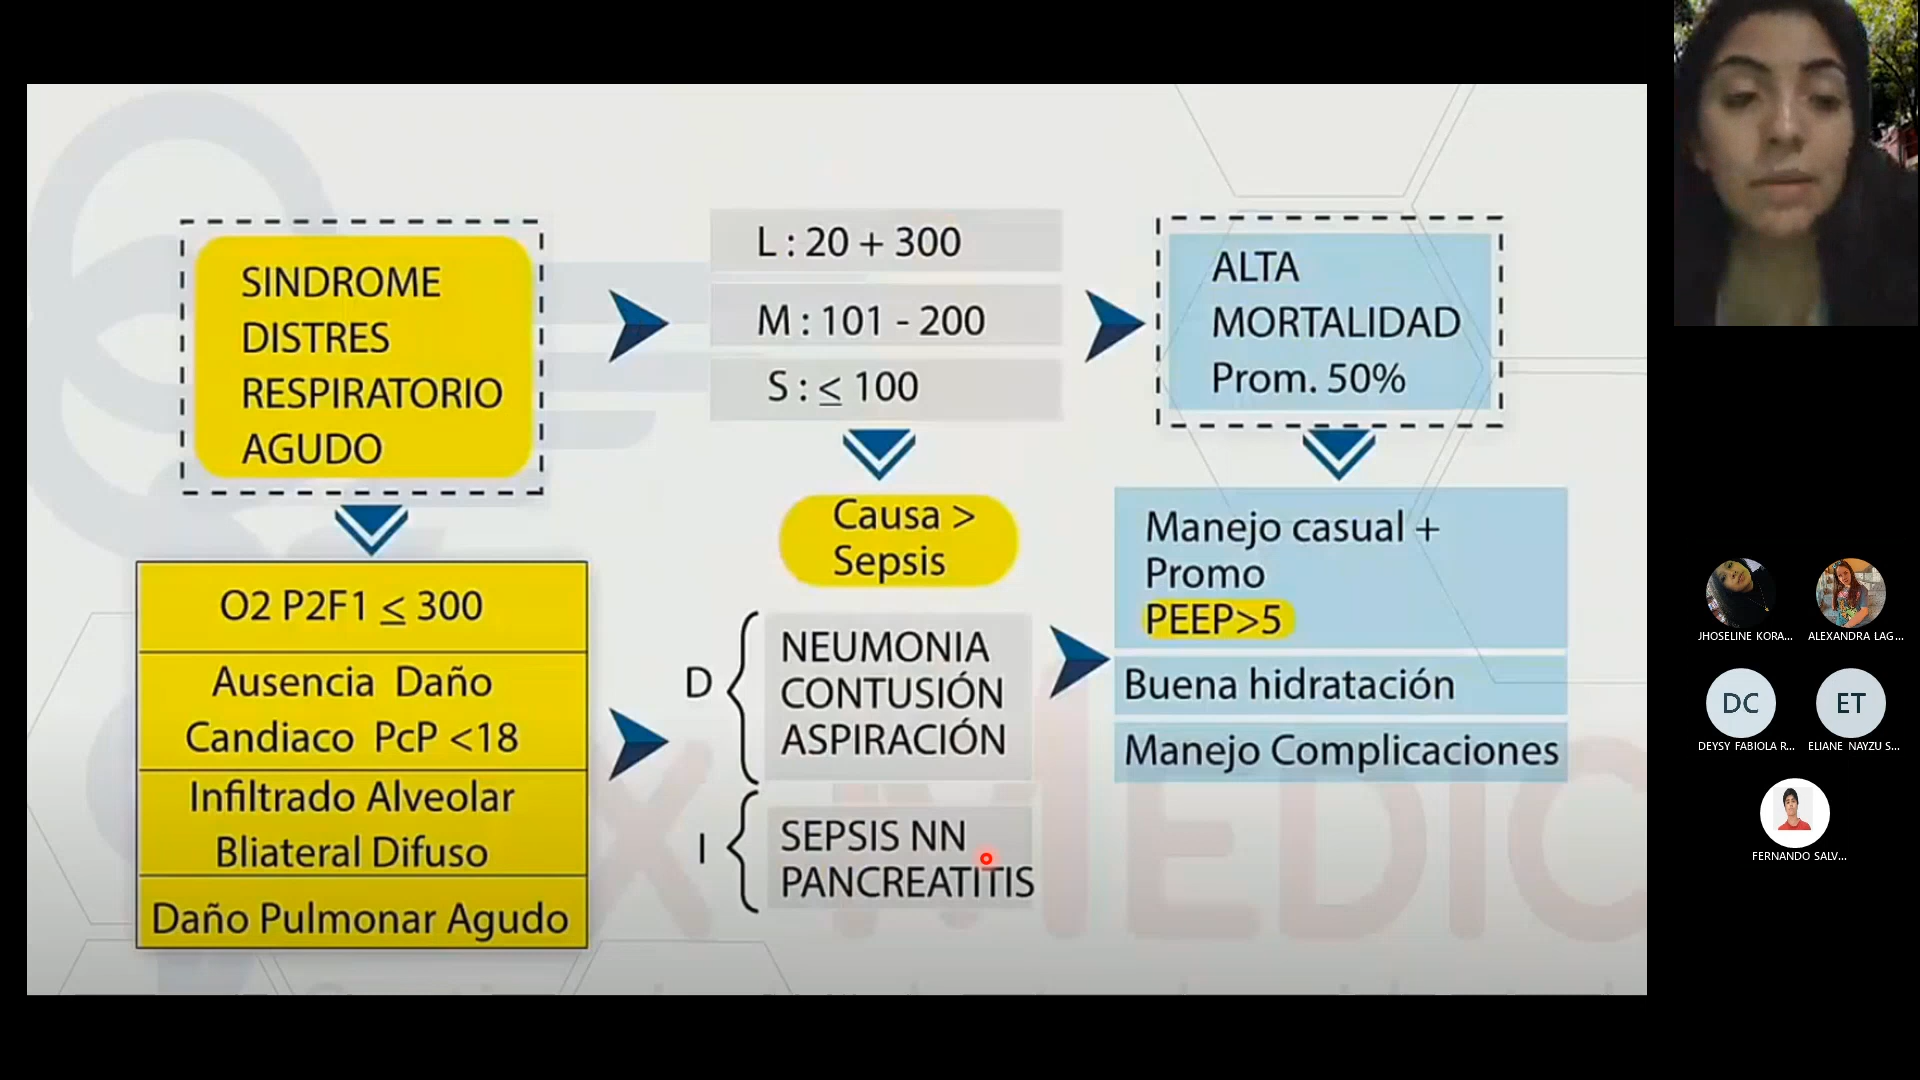 SINDROME
DISTRES
RESPIRATORIO
AGUDO
L : 20 + 300
M : 101 - 200
S : ≤ 100
ALTA
MORTALIDAD
Prom. 50%
O2 P2F1 ≤ 300
Ausencia Daño
Candiaco PcP <18
Infiltrado Alveolar
Bliateral Difuso
Daño Pulmonar Agudo
Causa >
Sepsis
D
NEUMONIA
CONTUSIÓN
ASPIRACIÓN
I
SEPSIS NN
PANCREATITIS
Manejo casual +
Promo
PEEP>5
Buena hidratación
Manejo Complicaciones
x MEDIC
JHOSELINE KORA...
ALEXANDRA LAG...
DC
DEYSY FABIOLA R...
ET
ELIANE NAYZU S...
FERNANDO SALV...